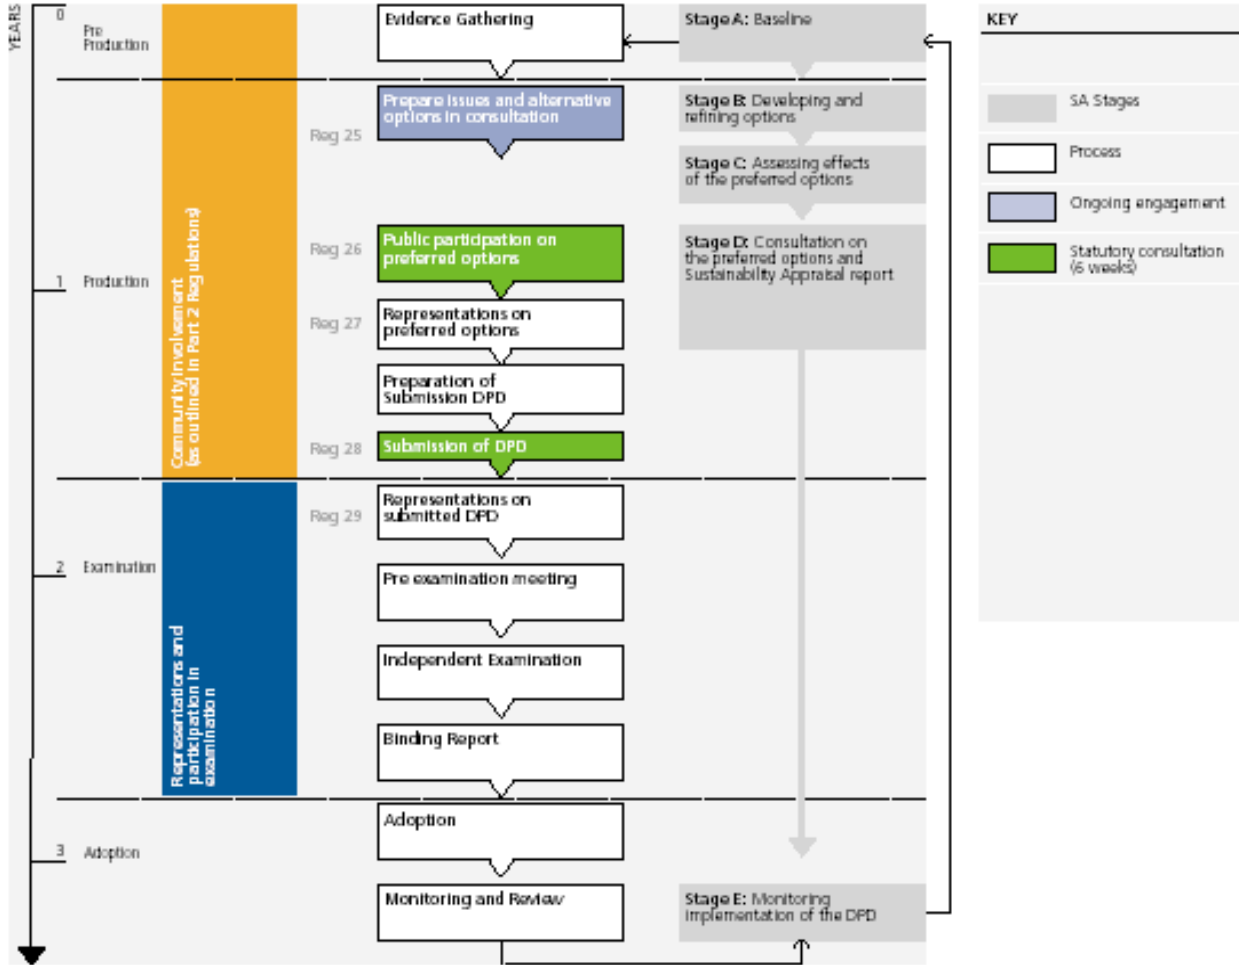 YEARS
0
Pre
Production
Evidence Gathering
Stage A: Baseline
KEY
Prepare issues and alternative
options in consultation
Reg 25
Stage B: Developing and
refining options
Stage C: Assessing effects
of the preferred options
SA Stages
Process
Ongoing engagement
Statutory consultation
(6 weeks)
Community Involvement
(as outlined in Part 2 Regulations)
Reg 26
Public participation on
preferred options
Stage D: Consultation on
the preferred options and
Sustainability Appraisal report
1
Production
Reg 27
Representations on
preferred options
Preparation of
Submission DPD
Reg 28
Submission of DPD
Reg 29
Representations on
submitted DPD
2
Examination
Pre examination meeting
Representations and
participation in
examination
Independent Examination
Binding Report
Adoption
3
Adoption
Monitoring and Review
Stage E: Monitoring
implementation of the DPD